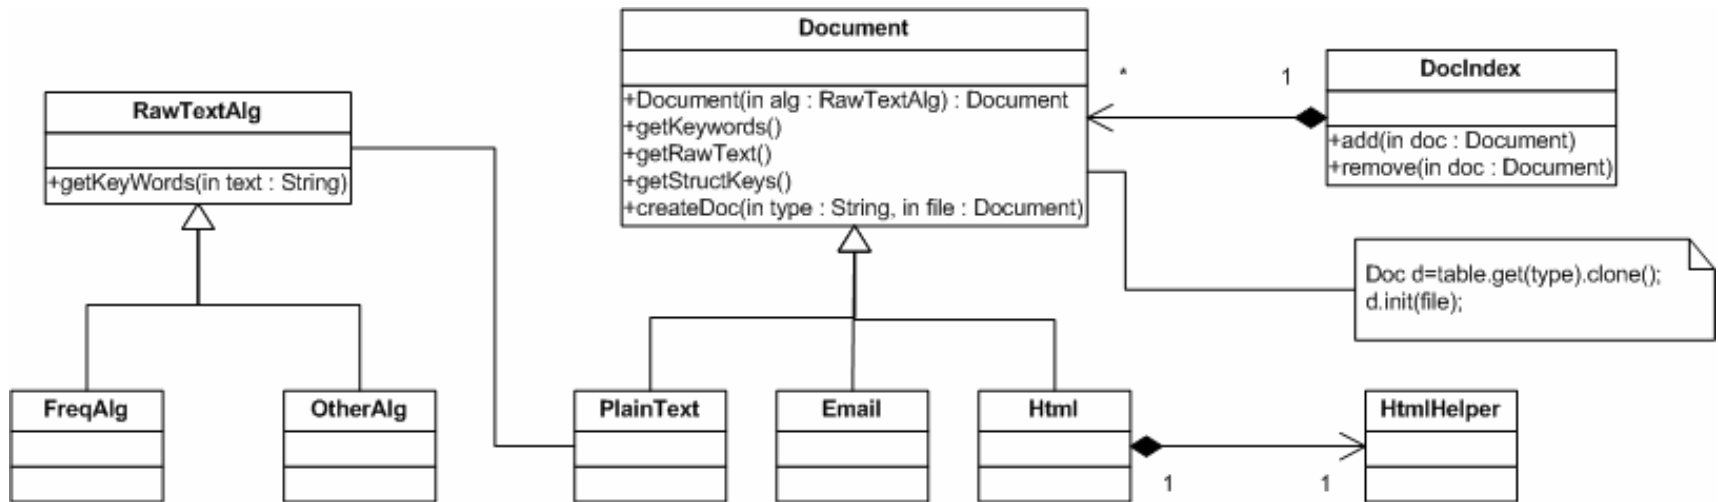 Document
+Document(in alg : RawTextAlg) : Document
+getKeywords()
+getRawText()
+getStructKeys()
+createDoc(in type : String, in file : Document)
*
1
DocIndex
+add(in doc : Document)
+remove(in doc : Document)
RawTextAlg
+getKeyWords(in text : String)
Doc d=table.get(type).clone();
d.init(file);
FreqAlg
OtherAlg
PlainText
Email
Html
HtmlHelper
1
1